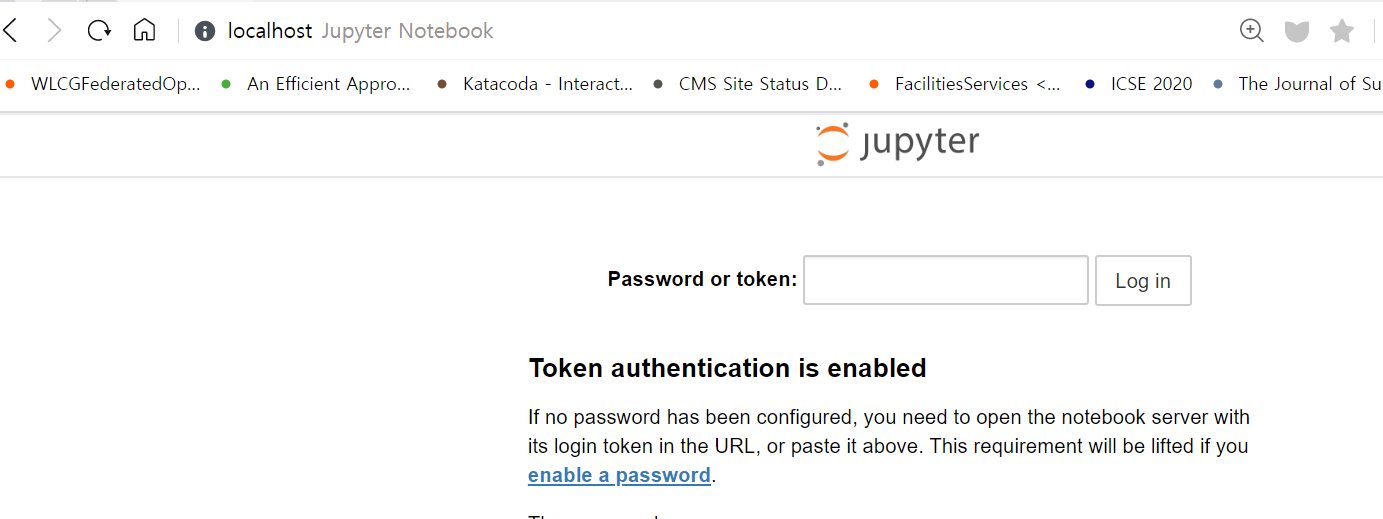 localhost Jupyter Notebook
WLCGFederatedOp... An Efficient Appro... Katacoda - Interact... CMS Site Status D... FacilitiesServices <... ICSE 2020 The Journal of Su
jupyter
Password or token: Log in
Token authentication is enabled
If no password has been configured, you need to open the notebook server with
its login token in the URL, or paste it above. This requirement will be lifted if you
enable a password.